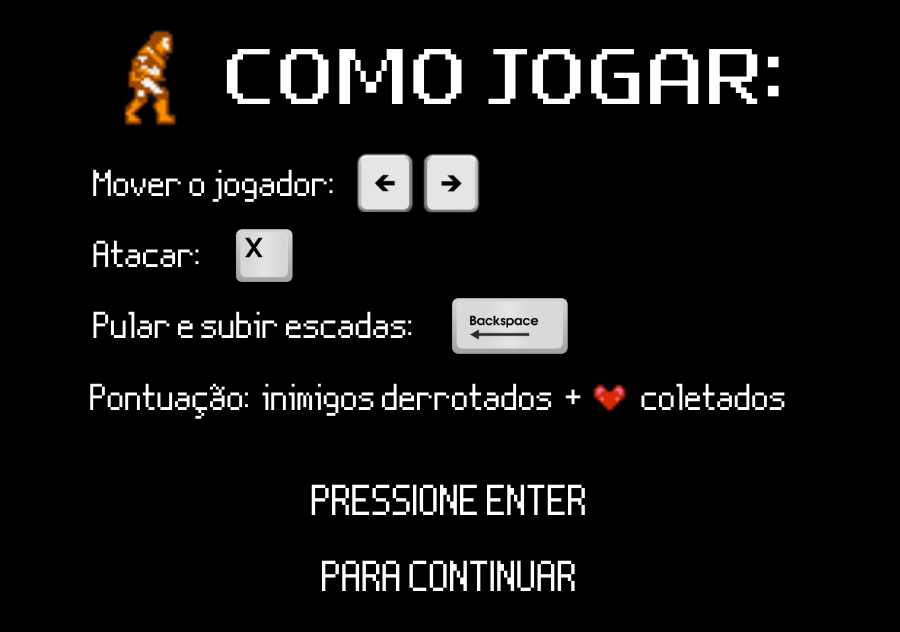 COMO JOGAR:
Mover o jogador: ← →
Atacar: X
Pular e subir escadas: Backspace ←
Pontuação: inimigos derrotados + ❤ coletados
PRESSIONE ENTER
PARA CONTINUAR